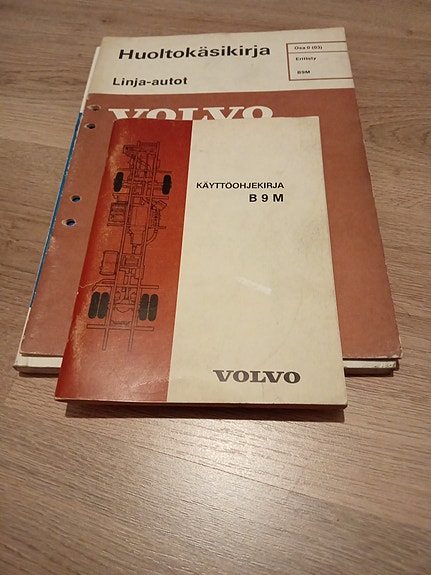 Huoltokäsikirja
Linja-autot
Osa 0 (03)
Erittely
B9M
VOLVO
KÄYTTÖOHJEKIRJA
B 9 M
VOLVO